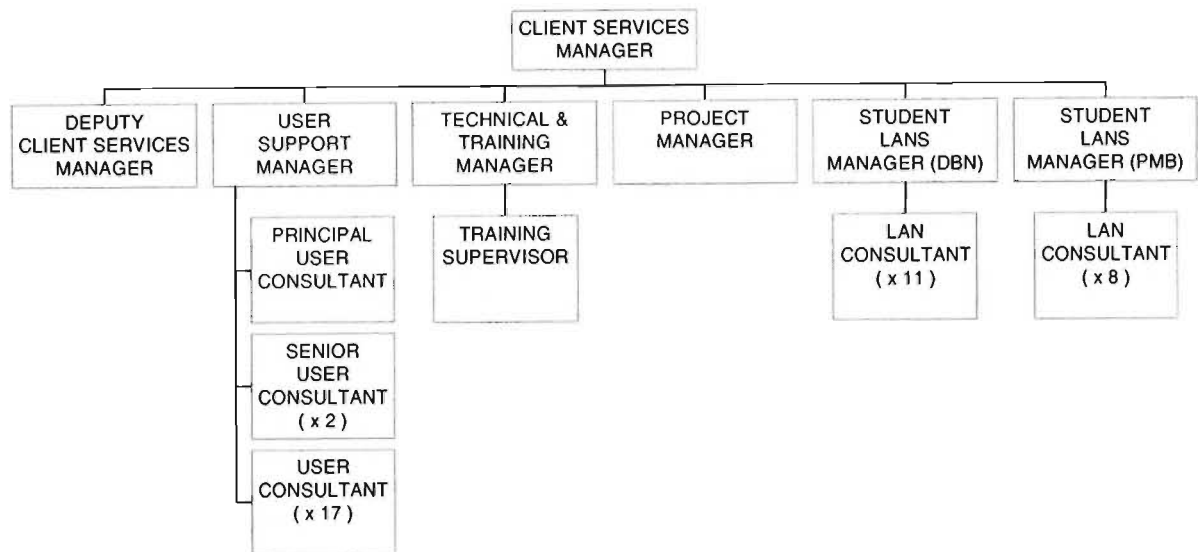 CLIENT SERVICES
MANAGER
DEPUTY
CLIENT SERVICES
MANAGER
USER
SUPPORT
MANAGER
TECHNICAL &
TRAINING
MANAGER
PROJECT
MANAGER
STUDENT
LANS
MANAGER (DBN)
STUDENT
LANS
MANAGER (PMB)
PRINCIPAL
USER
CONSULTANT
SENIOR
USER
CONSULTANT
( x 2 )
USER
CONSULTANT
( x 17 )
TRAINING
SUPERVISOR
LAN
CONSULTANT
( x 11 )
LAN
CONSULTANT
( x 8 )